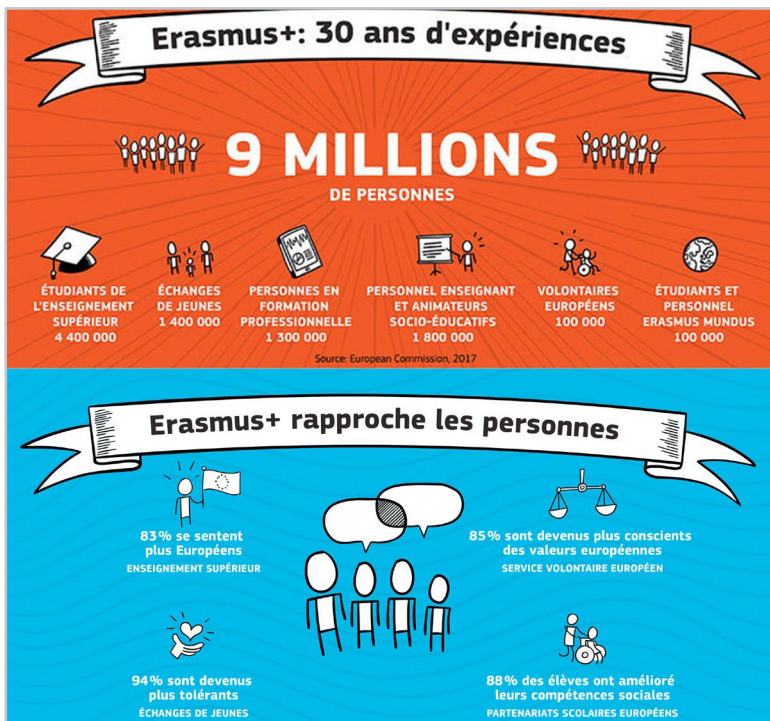 Erasmus+: 30 ans d'expériences
9 MILLIONS
DE PERSONNES
ÉTUDIANTS DE
L'ENSEIGNEMENT
SUPÉRIEUR
4 400 000
ÉCHANGES
DE JEUNES
1 400 000
PERSONNES EN
FORMATION
PROFESSIONNELLE
1 300 000
PERSONNEL ENSEIGNANT
ET ANIMATEURS
SOCIO-ÉDUCATIFS
1 800 000
VOLONTAIRES
EUROPÉENS
100 000
ÉTUDIANTS ET
PERSONNEL
ERASMUS MUNDUS
100 000
Source: European Commission, 2017
Erasmus+ rapproche les personnes
83% se sentent
plus Européens
ENSEIGNEMENT SUPÉRIEUR
85% sont devenus plus conscients
des valeurs européennes
SERVICE VOLONTAIRE EUROPÉEN
94% sont devenus
plus tolérants
ÉCHANGES DE JEUNES
88% des élèves ont amélioré
leurs compétences sociales
PARTENARIATS SCOLAIRES EUROPÉENS